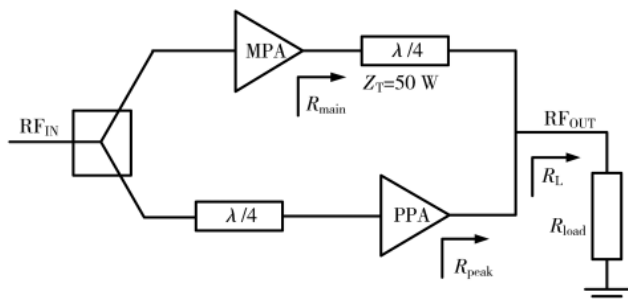 MPA
λ/4
Z_T=50 W
R_main
RF_IN
RF_OUT
R_L
λ/4
PPA
R_load
R_peak